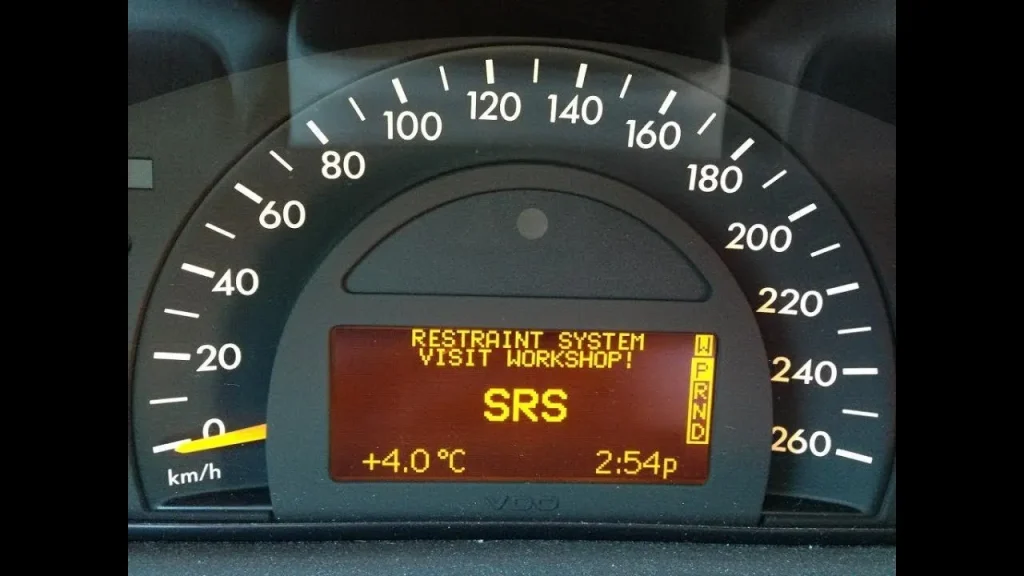 0
20
40
60
80
100
120
140
160
180
200
220
240
260
km/h
RESTRAINT SYSTEM
VISIT WORKSHOP!
SRS
W
P
R
N
D
+4.0°C
2:54p
VDO